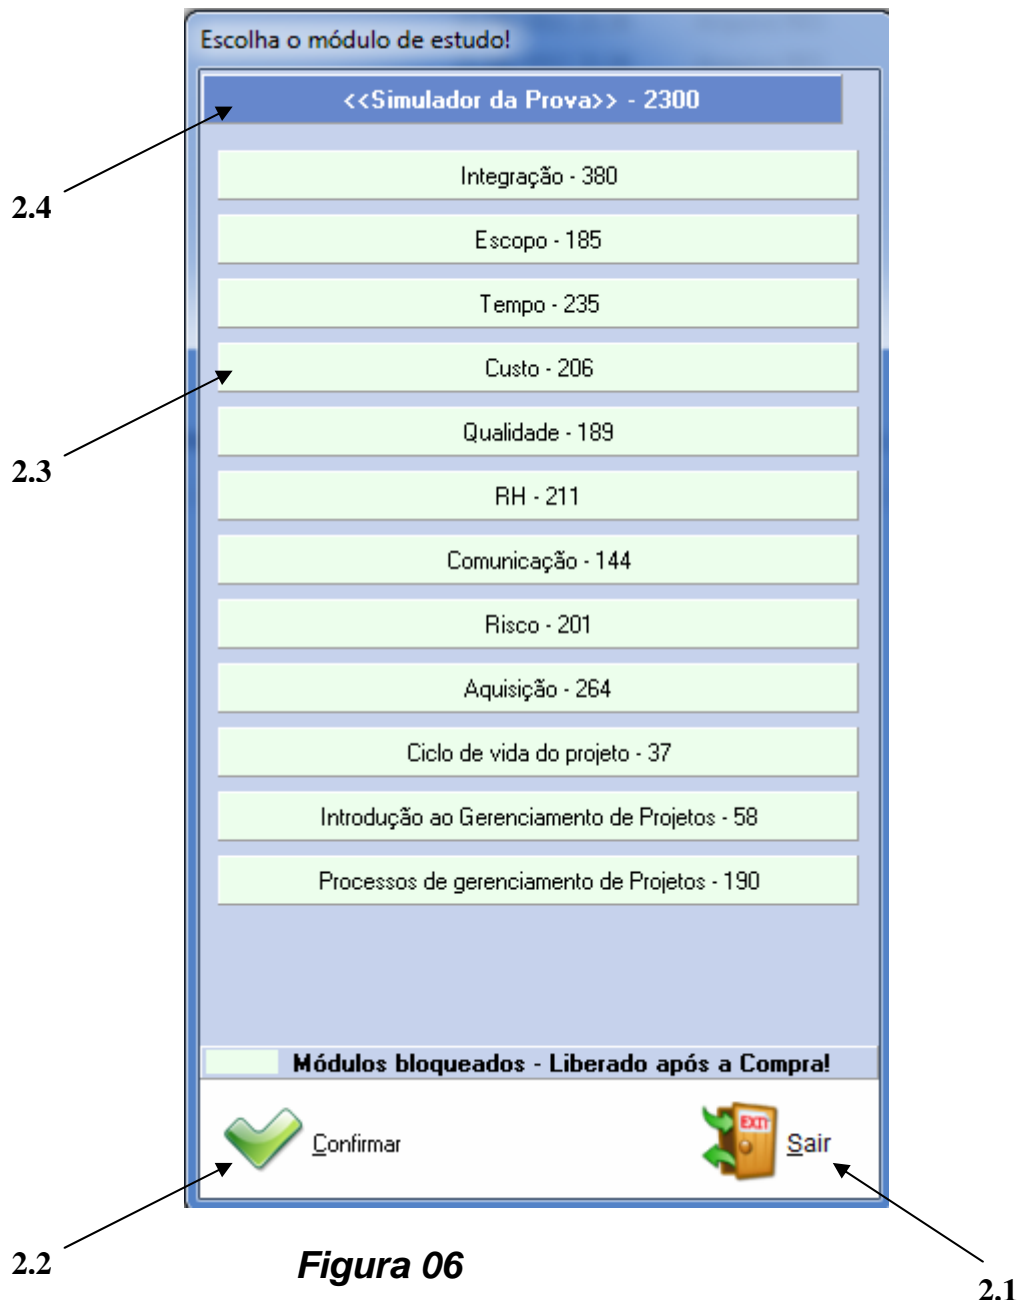 Escolha o módulo de estudo!
<<Simulador da Prova>> - 2300
2.4
Integração - 380
Escopo - 185
Tempo - 235
Custo - 206
2.3
Qualidade - 189
RH - 211
Comunicação - 144
Risco - 201
Aquisição - 264
Ciclo de vida do projeto - 37
Introdução ao Gerenciamento de Projetos - 58
Processos de gerenciamento de Projetos - 190
Módulos bloqueados - Liberado após a Compra!
Confirmar
EXIT
Sair
2.2
Figura 06
2.1